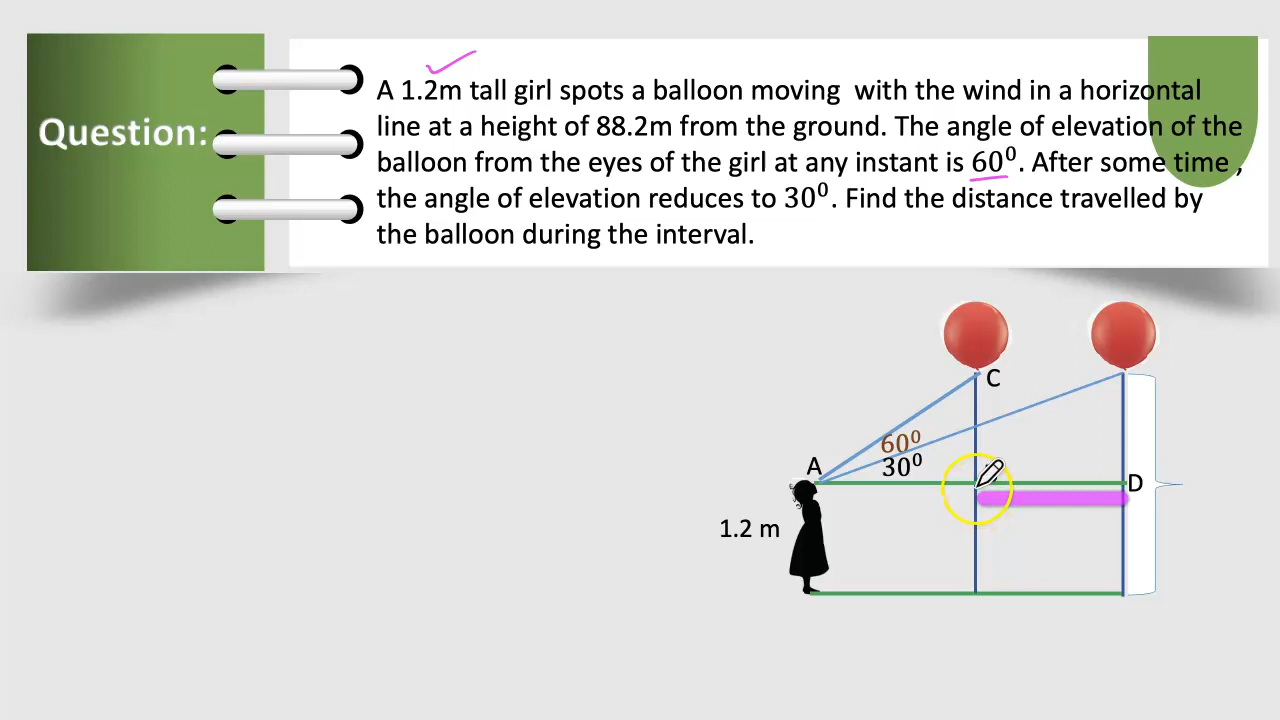 Question:
A 1.2m tall girl spots a balloon moving with the wind in a horizontal
line at a height of 88.2m from the ground. The angle of elevation of the
balloon from the eyes of the girl at any instant is 60⁰. After some time ,
the angle of elevation reduces to 30⁰. Find the distance travelled by
the balloon during the interval.
C
60⁰
A
30⁰
D
1.2 m